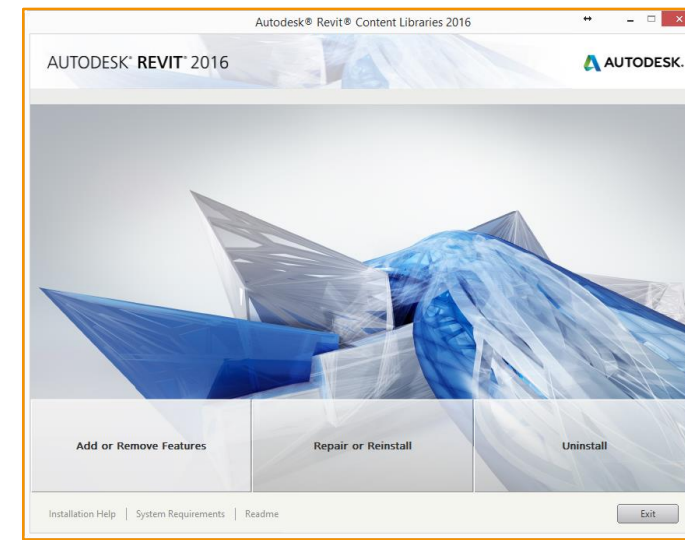 Autodesk® Revit® Content Libraries 2016
AUTODESK® REVIT® 2016
AUTODESK.
Add or Remove Features
Repair or Reinstall
Uninstall
Installation Help | System Requirements | Readme
Exit